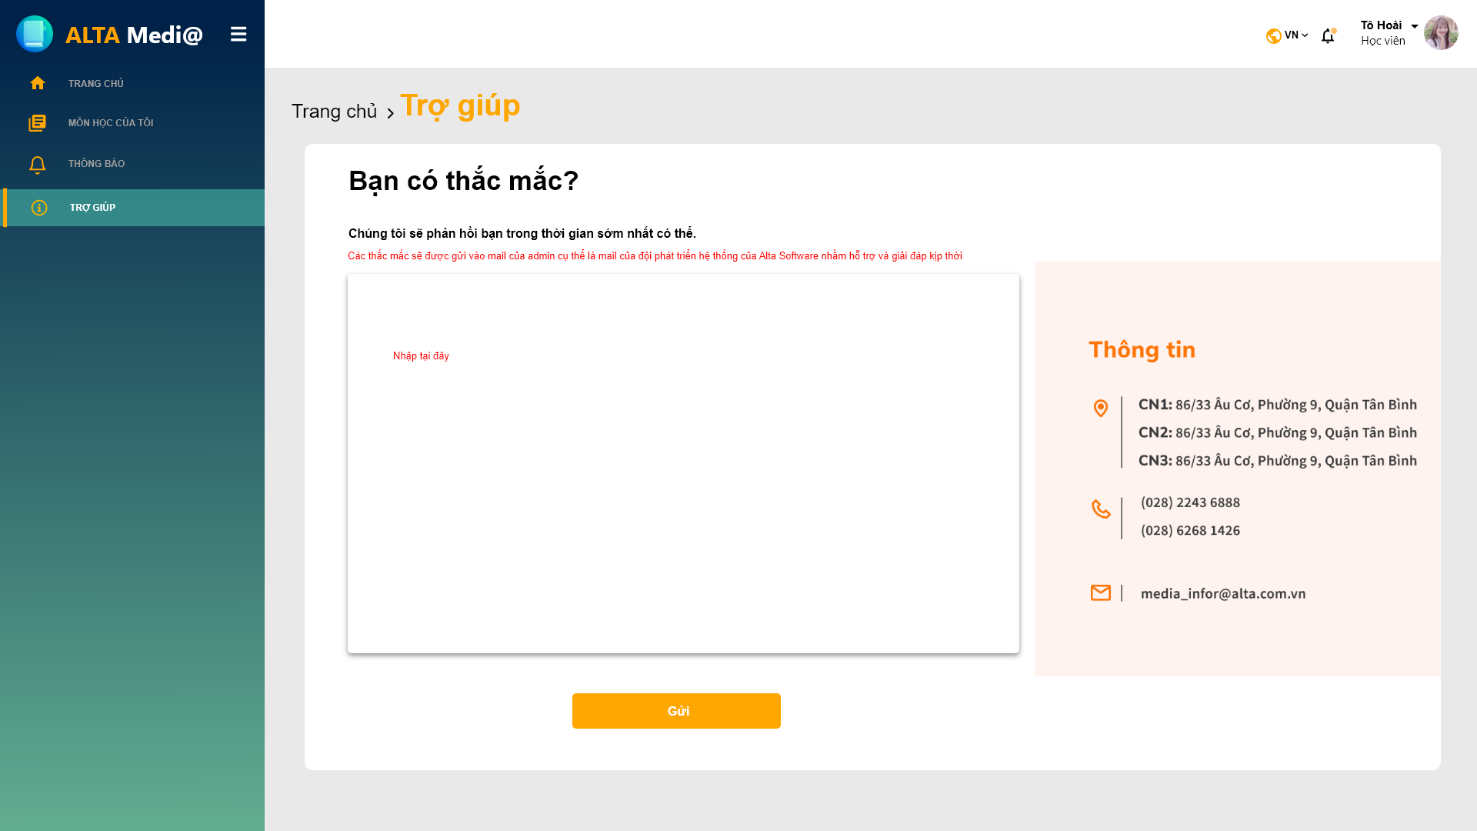 ALTA Medi@
TRANG CHỦ
MÔN HỌC CỦA TÔI
THÔNG BÁO
TRỢ GIÚP
VN
Tô Hoài
Học viên
Trang chủ > Trợ giúp
Bạn có thắc mắc?
Chúng tôi sẽ phản hồi bạn trong thời gian sớm nhất có thể.
Các thắc mắc sẽ được gửi vào mail của admin cụ thể là mail của đội phát triển hệ thống của Alta Software nhằm hỗ trợ và giải đáp kịp thời
Nhập tại đây
Gửi
Thông tin
CN1: 86/33 Âu Cơ, Phường 9, Quận Tân Bình
CN2: 86/33 Âu Cơ, Phường 9, Quận Tân Bình
CN3: 86/33 Âu Cơ, Phường 9, Quận Tân Bình
(028) 2243 6888
(028) 6268 1426
media_infor@alta.com.vn